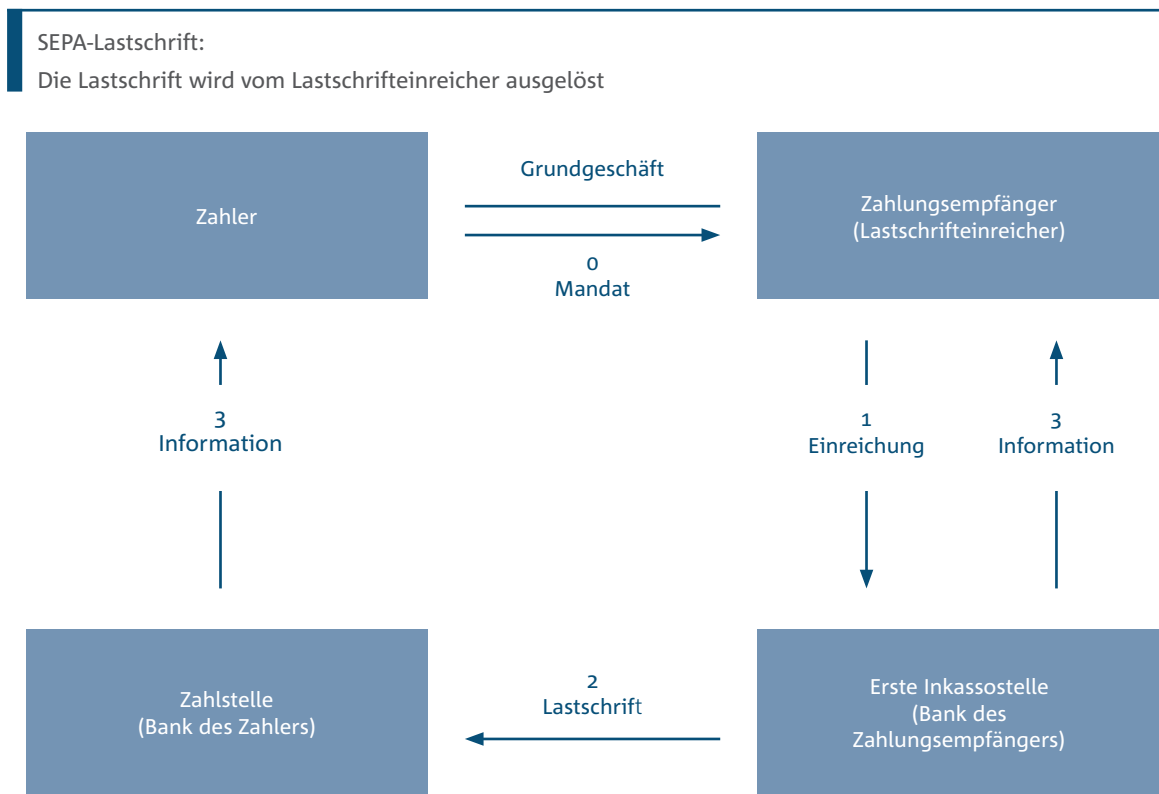 SEPA-Lastschrift:
Die Lastschrift wird vom Lastschrifteinreicher ausgelöst
Zahler
Grundgeschäft
0
Mandat
Zahlungsempfänger
(Lastschrifteinreicher)
3
Information
1
Einreichung
3
Information
Zahlstelle
(Bank des Zahlers)
2
Lastschrift
Erste Inkassostelle
(Bank des
Zahlungsempfängers)